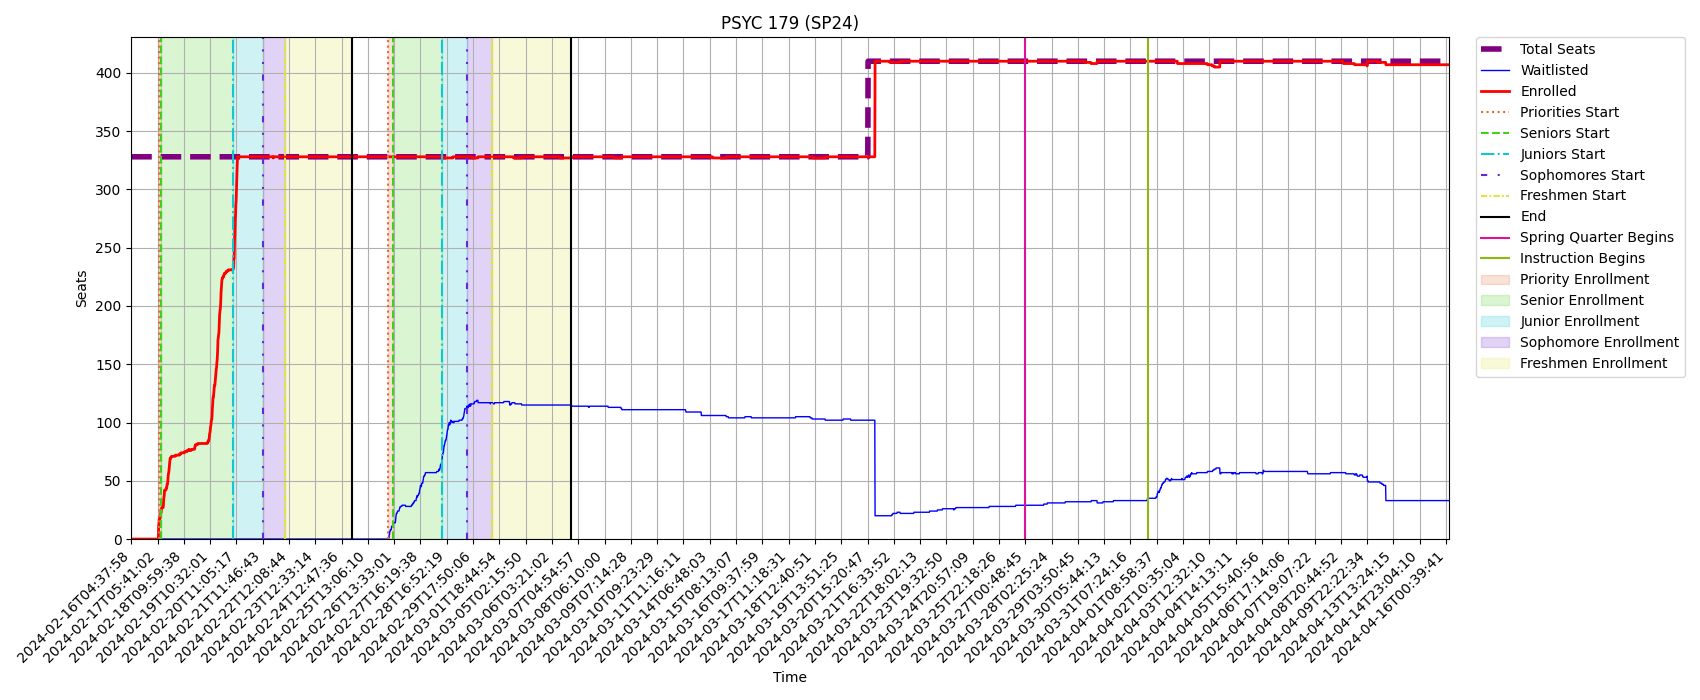 PSYC 179 (SP24)
Seats
400
350
300
250
200
150
100
50
0
2024-02-16T04:37:58
2024-02-17T05:41:02
2024-02-18T09:59:38
2024-02-19T10:32:01
2024-02-20T11:05:17
2024-02-21T11:46:43
2024-02-22T12:08:44
2024-02-23T12:33:14
2024-02-24T12:47:36
2024-02-25T13:06:10
2024-02-26T13:33:01
2024-02-27T16:19:38
2024-02-28T16:52:19
2024-02-29T17:50:06
2024-03-01T18:44:54
2024-03-05T02:15:50
2024-03-06T03:21:02
2024-03-07T04:54:57
2024-03-08T06:10:00
2024-03-09T07:14:28
2024-03-10T09:23:29
2024-03-11T11:16:11
2024-03-14T06:48:03
2024-03-15T08:13:07
2024-03-16T09:37:59
2024-03-17T11:18:31
2024-03-18T12:40:51
2024-03-19T13:51:25
2024-03-20T15:20:47
2024-03-21T16:33:52
2024-03-22T18:02:13
2024-03-23T19:32:50
2024-03-24T20:57:09
2024-03-25T22:18:26
2024-03-27T00:48:45
2024-03-28T02:25:24
2024-03-29T03:50:45
2024-03-30T05:44:13
2024-03-31T07:24:16
2024-04-01T08:58:37
2024-04-02T10:35:04
2024-04-03T12:32:10
2024-04-04T14:13:11
2024-04-05T15:40:56
2024-04-06T17:14:06
2024-04-07T19:07:22
2024-04-08T20:44:52
2024-04-09T22:22:34
2024-04-13T13:24:15
2024-04-14T23:04:10
2024-04-16T00:39:41
Time
Total Seats
Waitlisted
Enrolled
Priorities Start
Seniors Start
Juniors Start
Sophomores Start
Freshmen Start
End
Spring Quarter Begins
Instruction Begins
Priority Enrollment
Senior Enrollment
Junior Enrollment
Sophomore Enrollment
Freshmen Enrollment